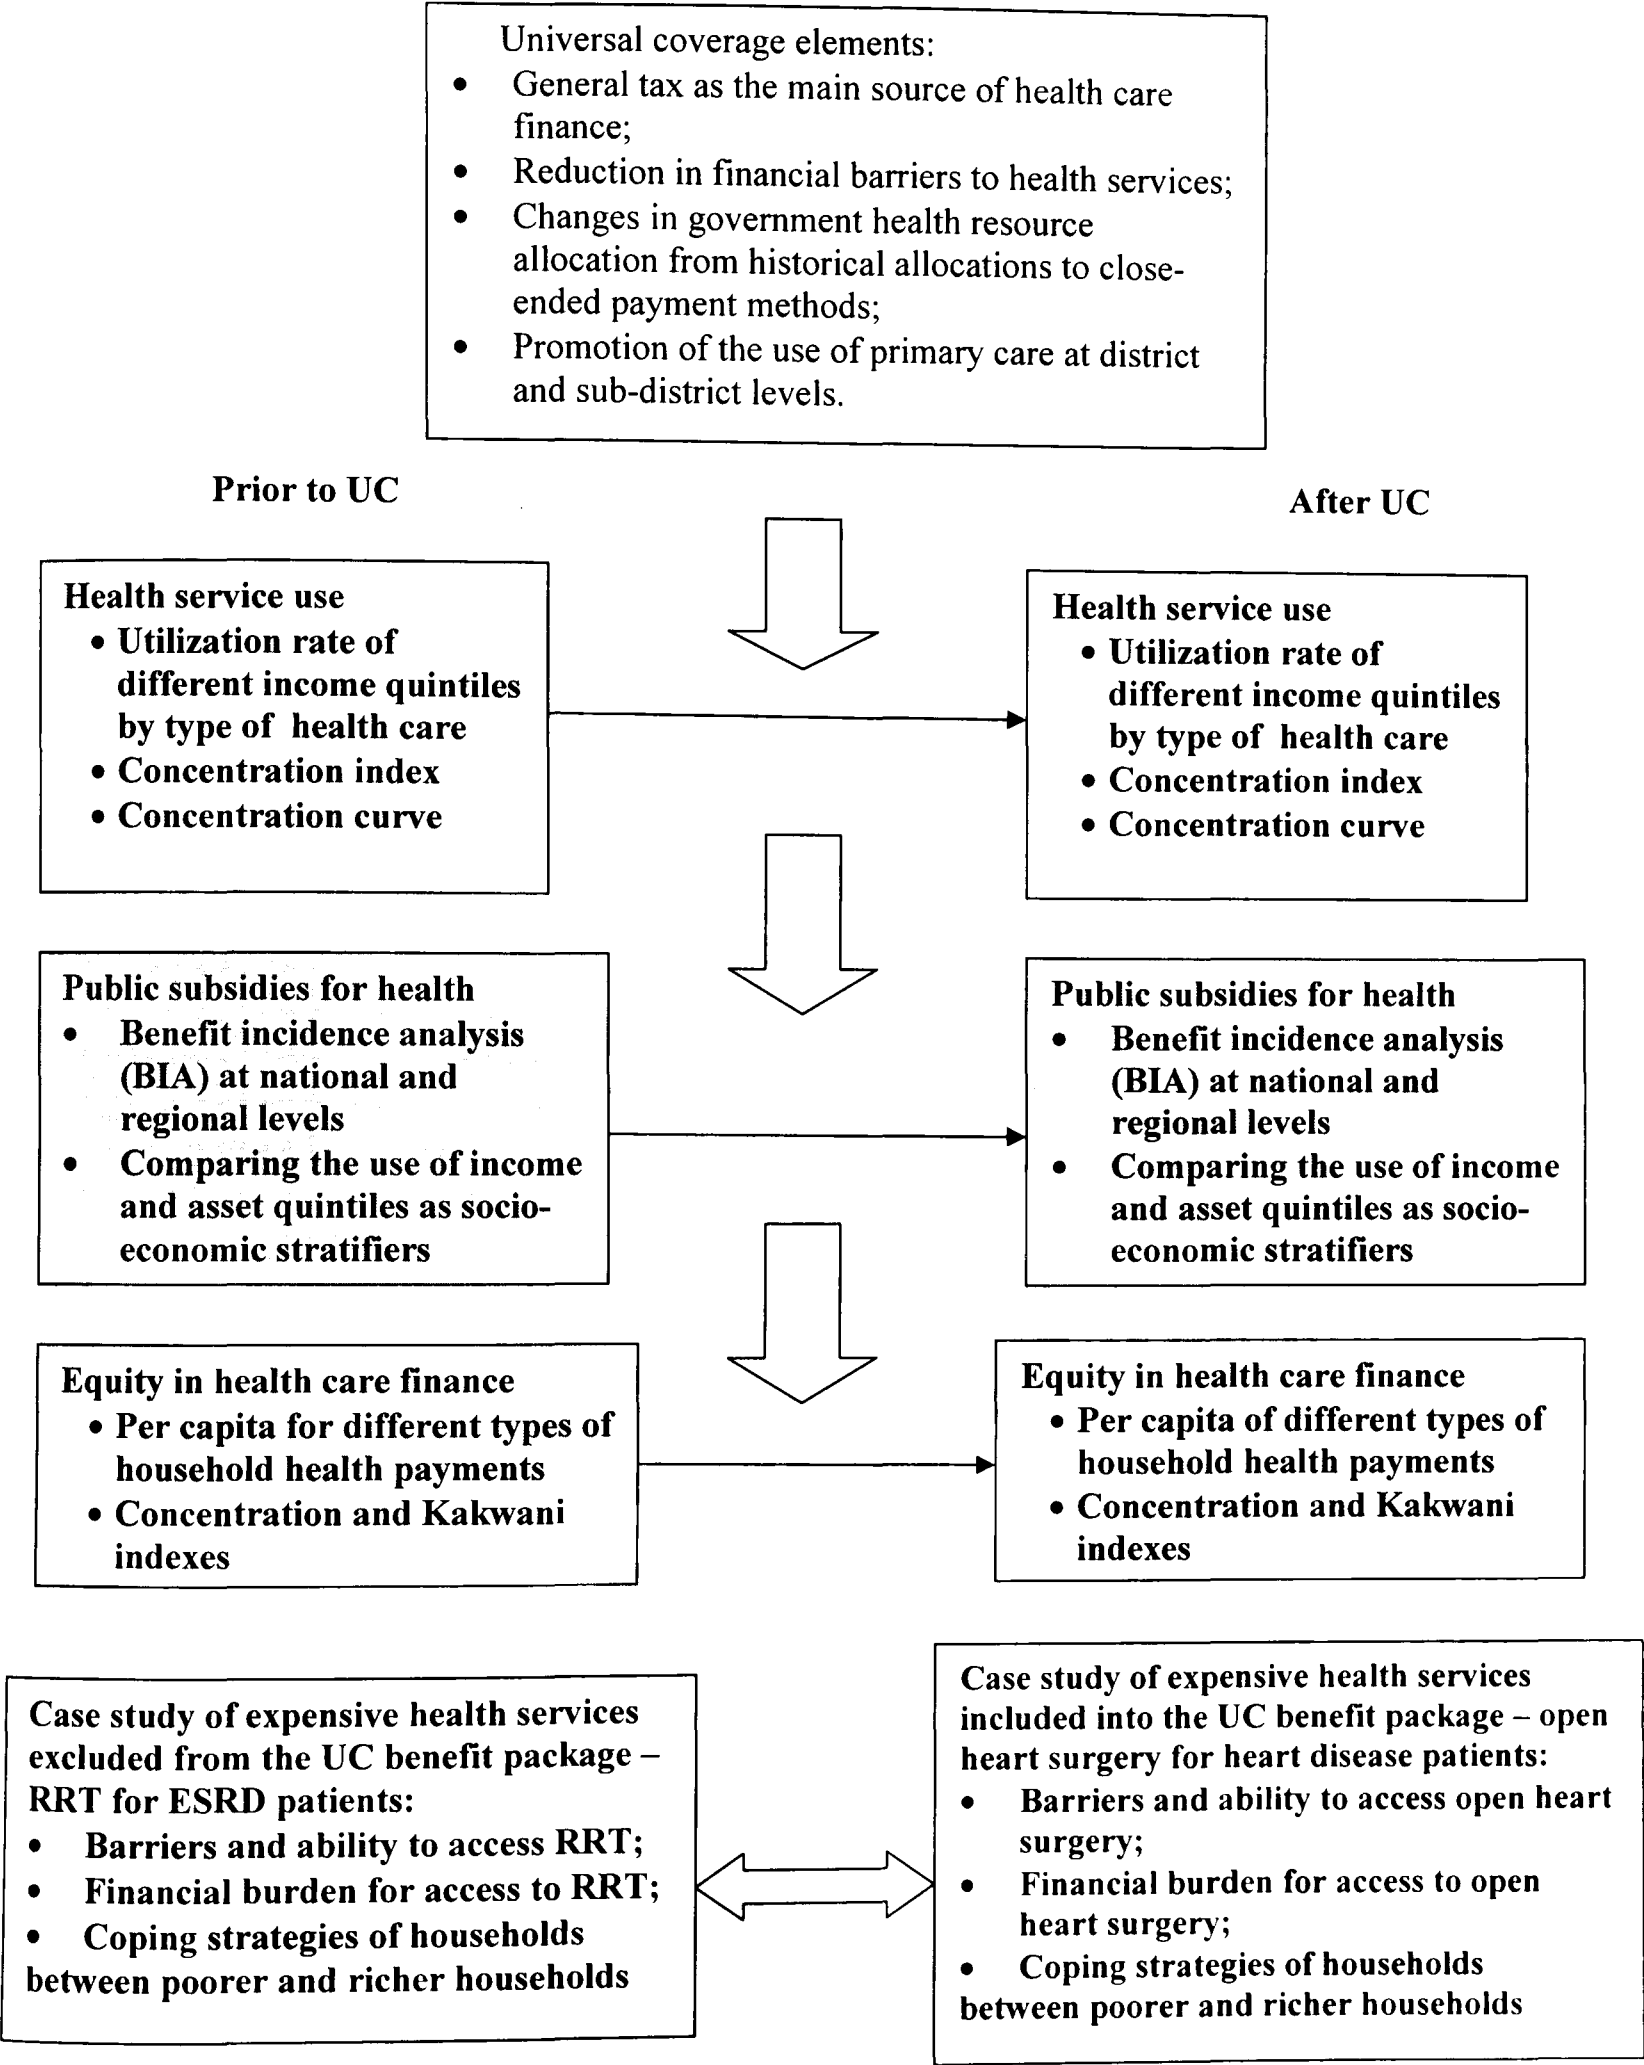 Universal coverage elements:
• General tax as the main source of health care
finance;
• Reduction in financial barriers to health services;
• Changes in government health resource
allocation from historical allocations to close-
ended payment methods;
• Promotion of the use of primary care at district
and sub-district levels.
Prior to UC
After UC
Health service use
• Utilization rate of
different income quintiles
by type of health care
• Concentration index
• Concentration curve
Health service use
• Utilization rate of
different income quintiles
by type of health care
• Concentration index
• Concentration curve
Public subsidies for health
• Benefit incidence analysis
(BIA) at national and
regional levels
• Comparing the use of income
and asset quintiles as socio-
economic stratifiers
Public subsidies for health
• Benefit incidence analysis
(BIA) at national and
regional levels
• Comparing the use of income
and asset quintiles as socio-
economic stratifiers
Equity in health care finance
• Per capita for different types of
household health payments
• Concentration and Kakwani
indexes
Equity in health care finance
• Per capita of different types of
household health payments
• Concentration and Kakwani
indexes
Case study of expensive health services
excluded from the UC benefit package –
RRT for ESRD patients:
• Barriers and ability to access RRT;
• Financial burden for access to RRT;
• Coping strategies of households
between poorer and richer households
Case study of expensive health services
included into the UC benefit package – open
heart surgery for heart disease patients:
• Barriers and ability to access open heart
surgery;
• Financial burden for access to open
heart surgery;
• Coping strategies of households
between poorer and richer households